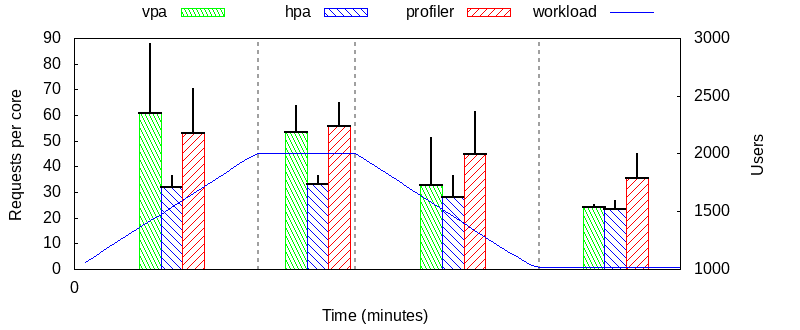 vpa hpa profiler workload
90 3000
80
70 2500
60
50 2000
40
30 1500
20
10
0 1000
Requests per core
Users
0
Time (minutes)